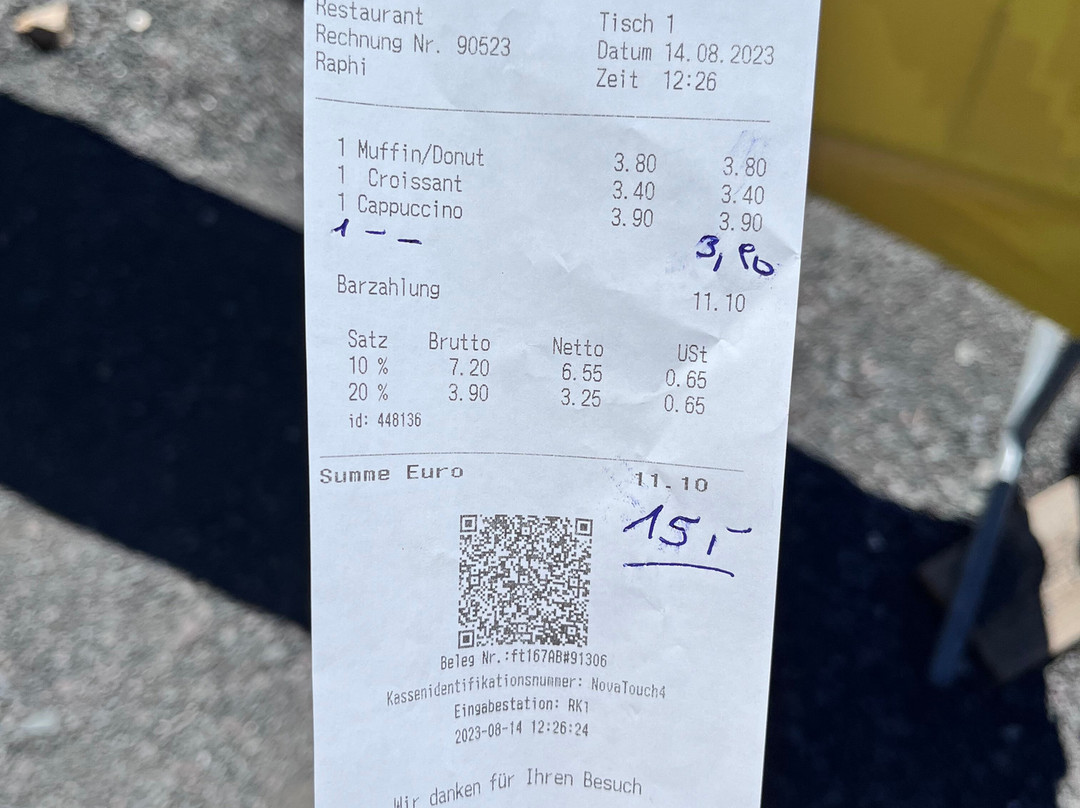 Restaurant Tisch 1
Rechnung Nr. 90523 Datum 14.08.2023
Raphi Zeit 12:26
1 Muffin/Donut 3.80 3.80
1 Croissant 3.40 3.40
1 Cappuccino 3.90 3.90
1 – – 3,90
Barzahlung 11.10
Satz Brutto Netto USt
10 % 7.20 6.55 0.65
20 % 3.90 3.25 0.65
id: 448136
Summe Euro 11.10
15,-
Beleg Nr.:ft167AB#91306
Kassenidentifikationsnummer: NovaTouch4
Eingabestation: RK1
2023-08-14 12:26:24
Wir danken für Ihren Besuch